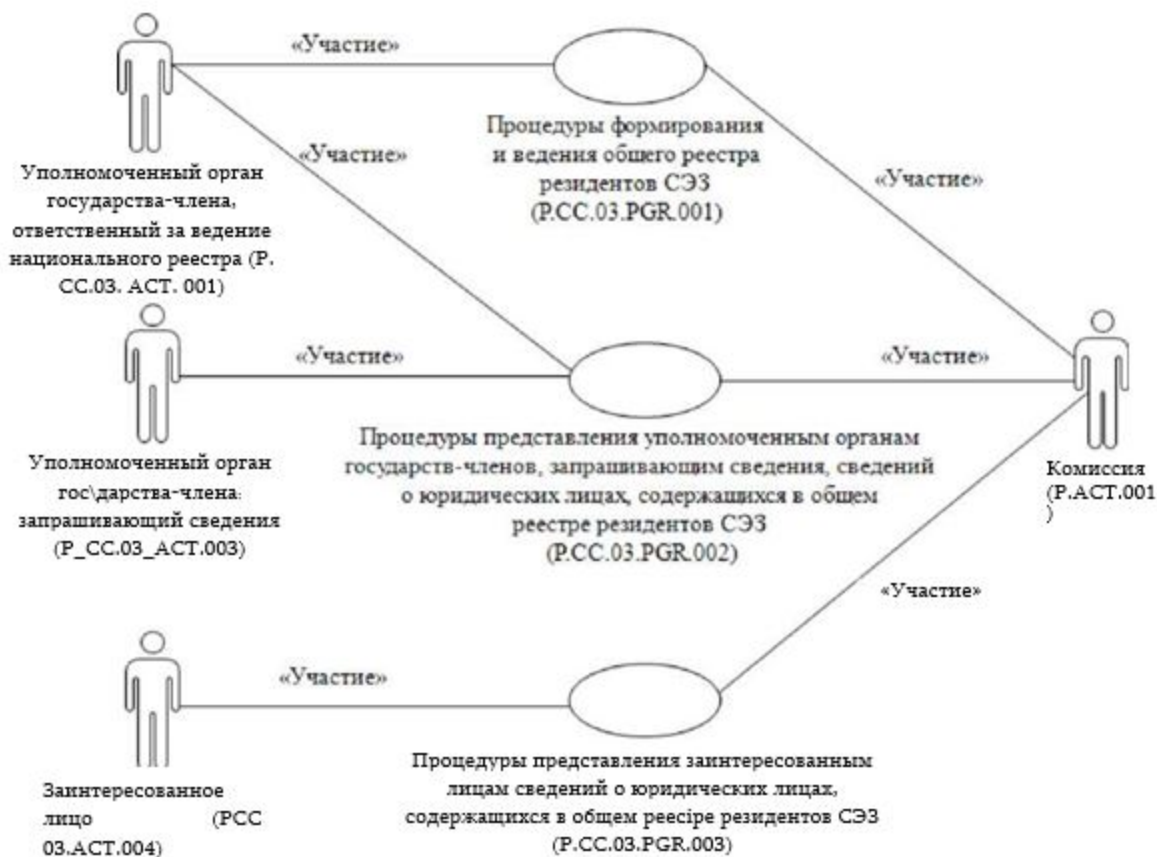 «Участие»
Процедуры формирования
и ведения общего реестра
резидентов СЭЗ
(P.CC.03.PGR.001)
«Участие»
«Участие»
Уполномоченный орган
государства-члена,
ответственный за ведение
национального реестра (P.
CC.03. ACT. 001)
«Участие»
«Участие»
Уполномоченный орган
гос\дарства-члена:
запрашивающий сведения
(P_CC.03_ACT.003)
Процедуры представления уполномоченным органам
государств-членов, запрашивающим сведения, сведений
о юридических лицах, содержащихся в общем
реестре резидентов СЭЗ
(P.CC.03.PGR.002)
Комиссия
(P.ACT.001
)
«Участие»
«Участие»
Заинтересованное
лицо (PCC
03.ACT.004)
Процедуры представления заинтересованным
лицам сведений о юридических лицах,
содержащихся в общем реесіре резидентов СЭЗ
(P.CC.03.PGR.003)